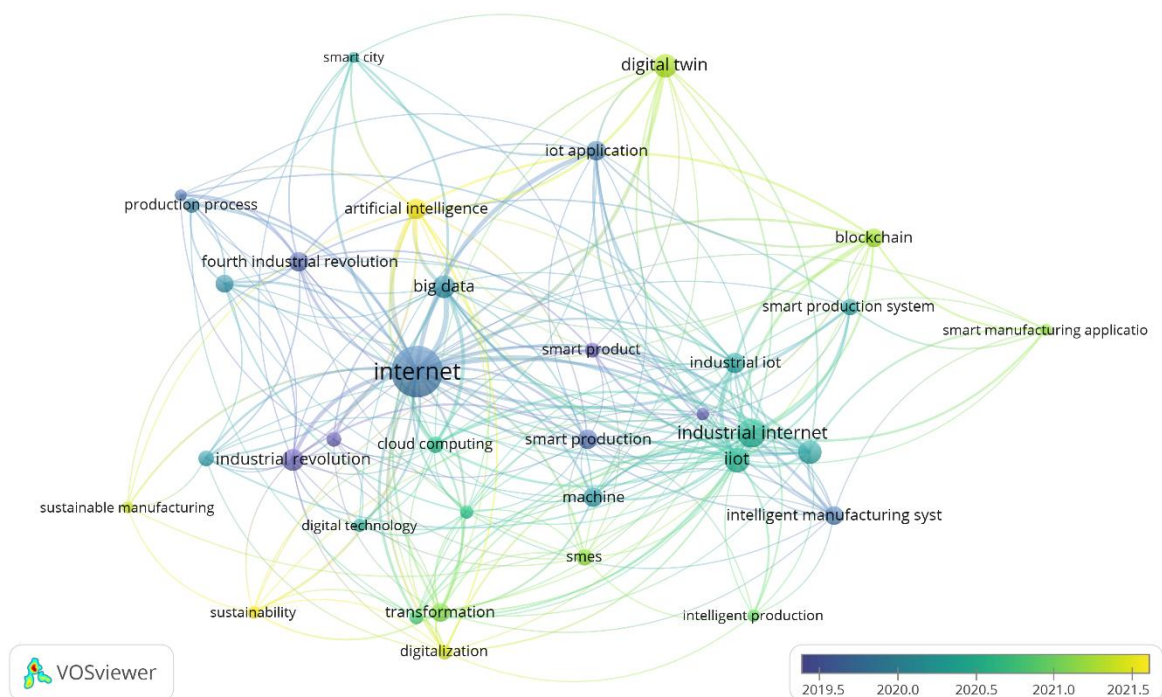 smart city
digital twin
iot application
production process
artificial intelligence
blockchain
fourth industrial revolution
big data
smart production system
smart manufacturing applicatio
smart product
industrial iot
internet
industrial internet
cloud computing
smart production
industrial revolution
iiot
machine
sustainable manufacturing
digital technology
intelligent manufacturing syst
smes
sustainability
transformation
intelligent production
digitalization
VOSviewer
2019.5 2020.0 2020.5 2021.0 2021.5